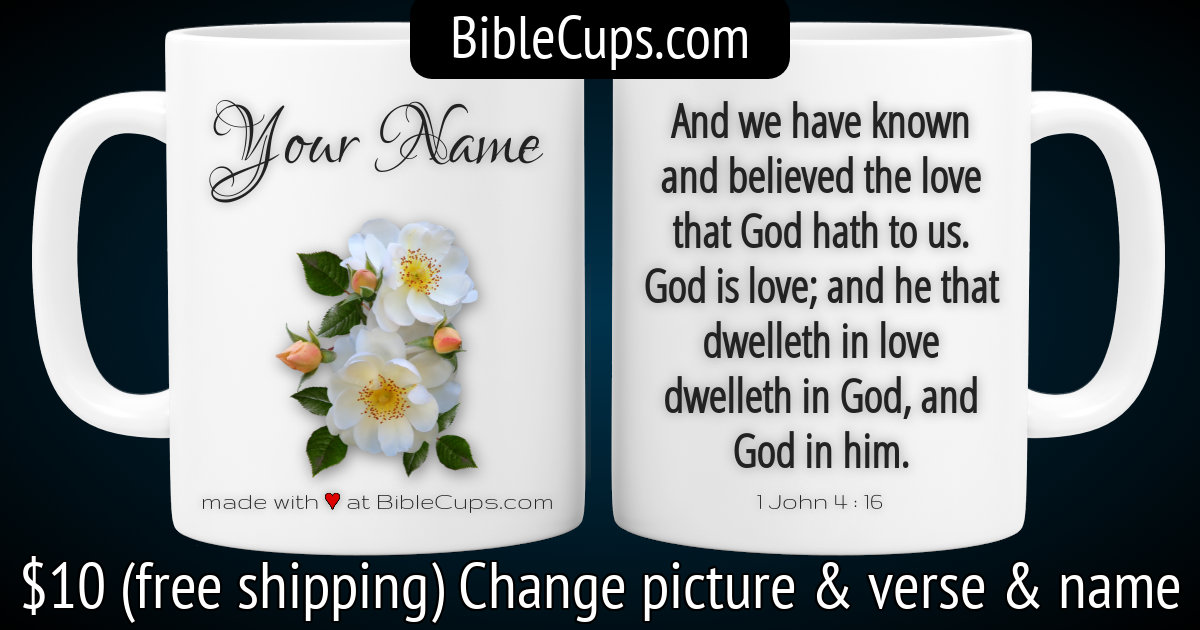 BibleCups.com
Your Name
made with ♥ at BibleCups.com
And we have known
and believed the love
that God hath to us.
God is love; and he that
dwelleth in love
dwelleth in God, and
God in him.
1 John 4 : 16
$10 (free shipping) Change picture & verse & name